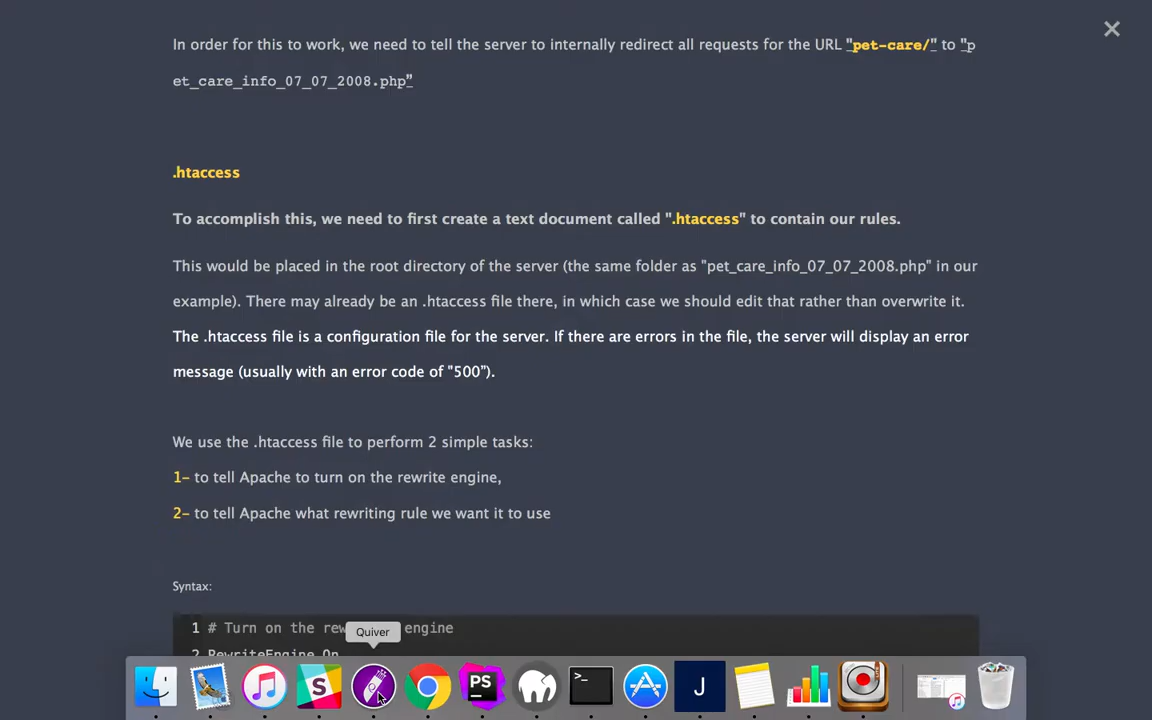 In order for this to work, we need to tell the server to internally redirect all requests for the URL "pet-care/" to "p
et_care_info_07_07_2008.php”
.htaccess
To accomplish this, we need to first create a text document called ".htaccess" to contain our rules.
This would be placed in the root directory of the server (the same folder as "pet_care_info_07_07_2008.php" in our
example). There may already be an .htaccess file there, in which case we should edit that rather than overwrite it.
The .htaccess file is a configuration file for the server. If there are errors in the file, the server will display an error
message (usually with an error code of "500").
We use the .htaccess file to perform 2 simple tasks:
1- to tell Apache to turn on the rewrite engine,
2- to tell Apache what rewriting rule we want it to use
Syntax:
1 # Turn on the rew engine
Quiver
2 RewriteEngine On
S
PS
>_
J